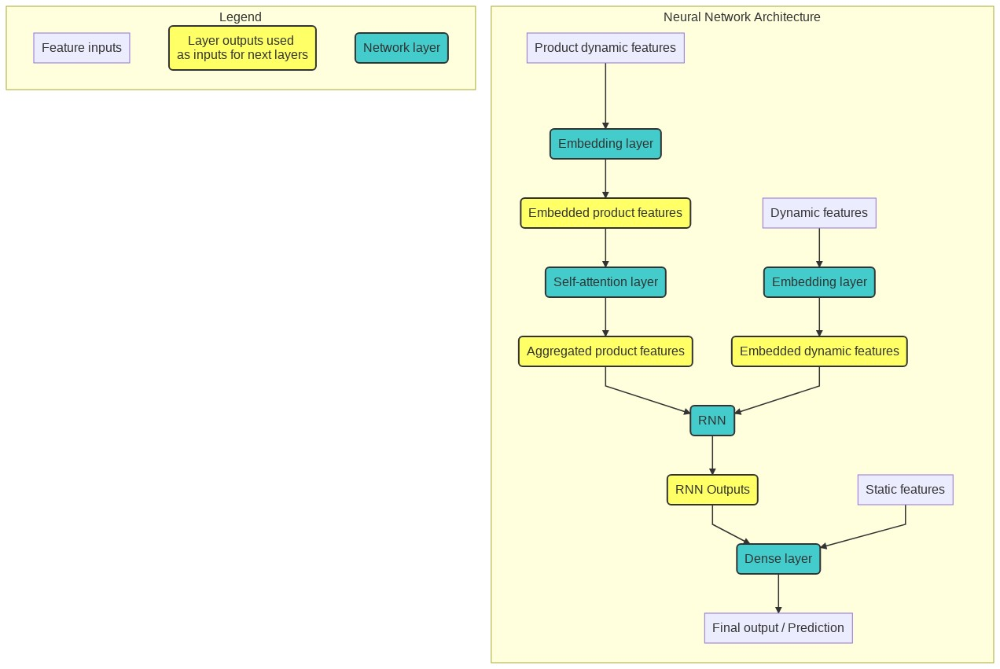 Legend
Feature inputs
Layer outputs used
as inputs for next layers
Network layer
Neural Network Architecture
Product dynamic features
Embedding layer
Embedded product features
Dynamic features
Self-attention layer
Embedding layer
Aggregated product features
Embedded dynamic features
RNN
RNN Outputs
Static features
Dense layer
Final output / Prediction